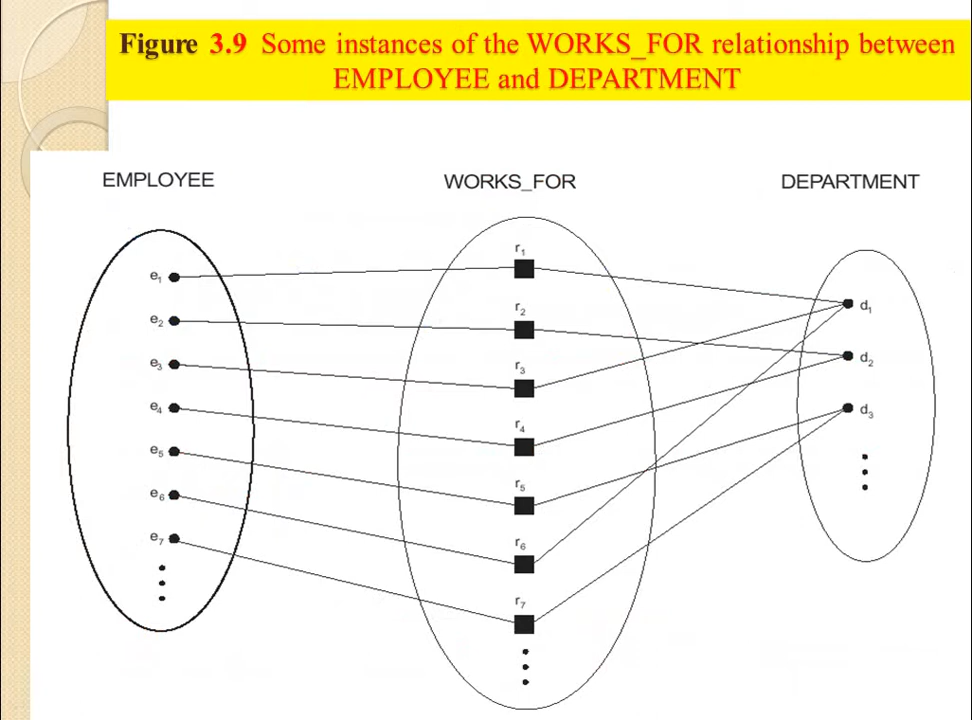 Figure 3.9 Some instances of the WORKS_FOR relationship between
EMPLOYEE and DEPARTMENT
EMPLOYEE
WORKS_FOR
DEPARTMENT
e₁
e₂
e₃
e₄
e₅
e₆
e₇
r₁
r₂
r₃
r₄
r₅
r₆
r₇
d₁
d₂
d₃